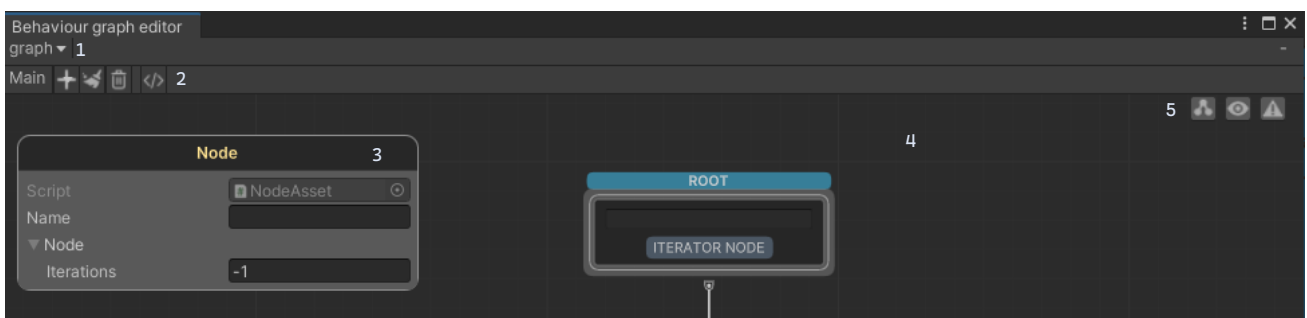 Behaviour graph editor
graph 1
Main </> 2
5
4
Node 3
Script NodeAsset
Name
Node
Iterations -1
ROOT
ITERATOR NODE